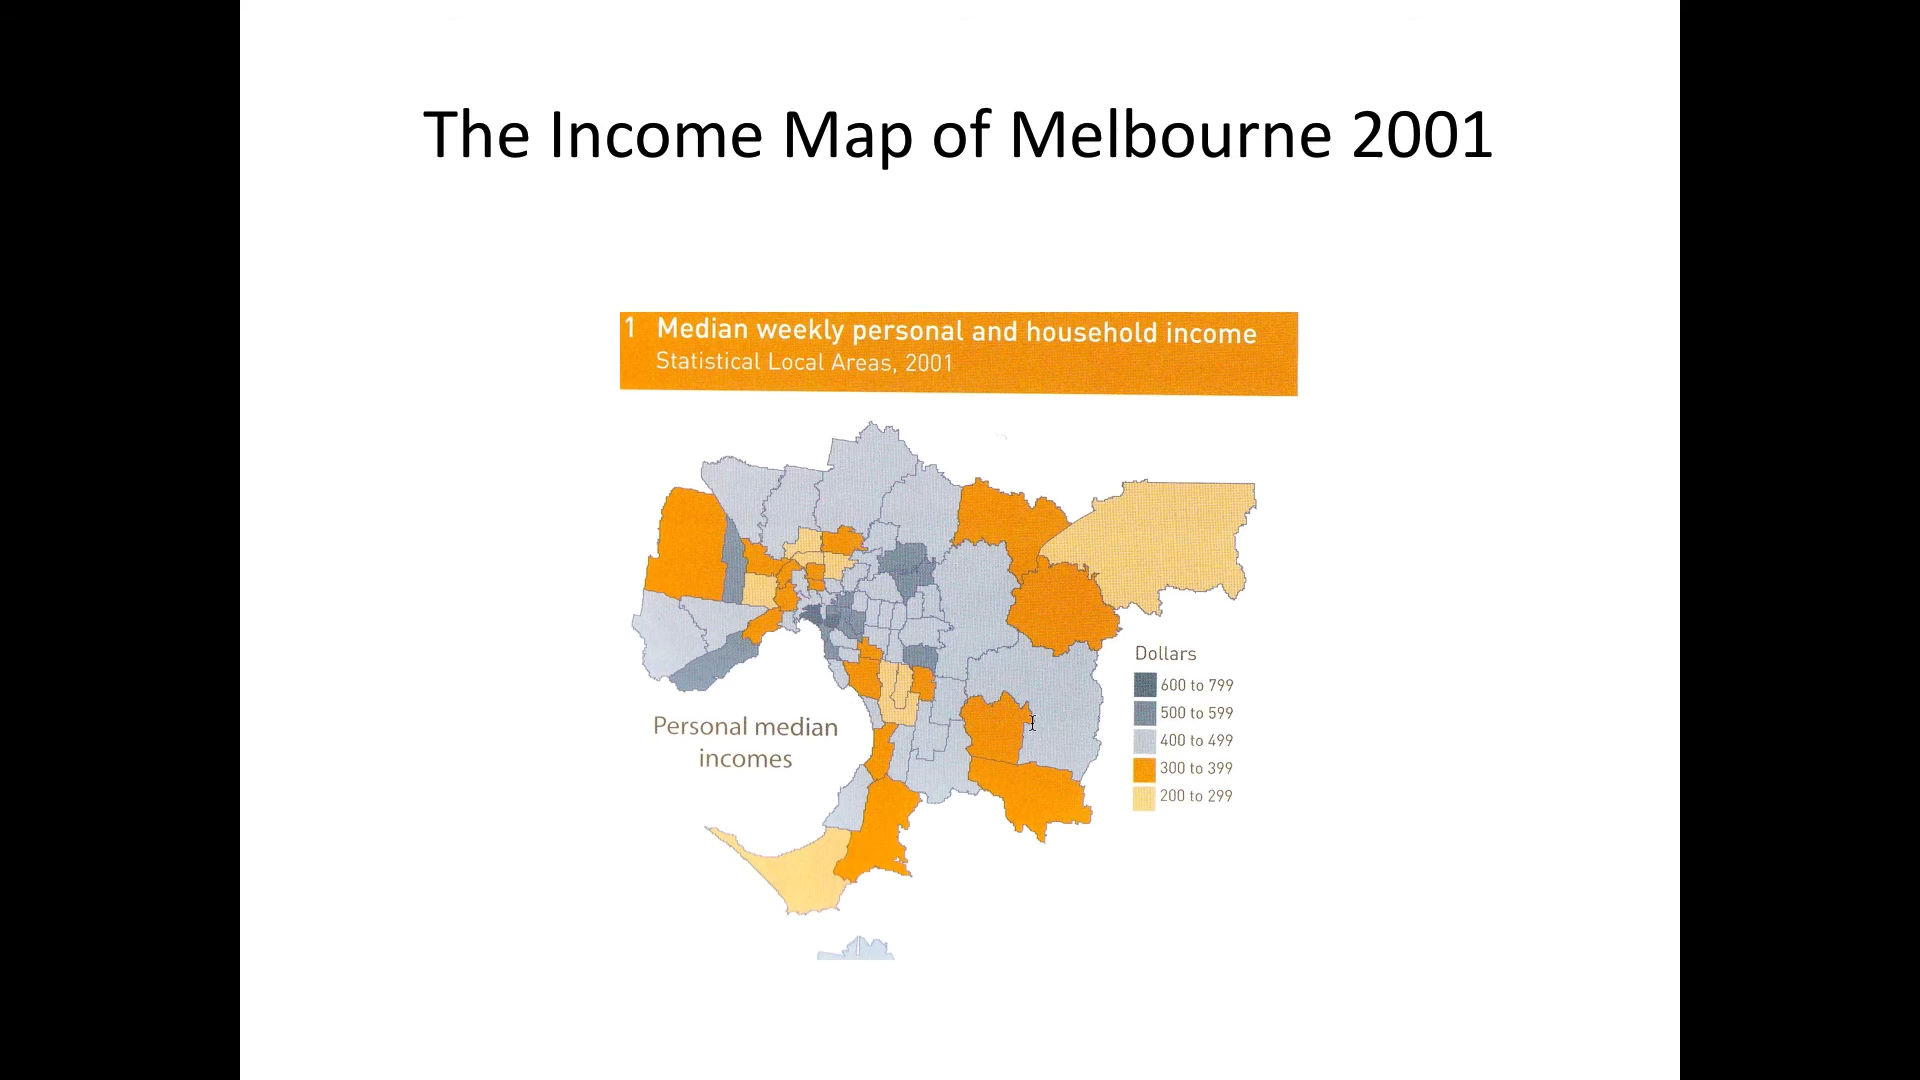 The Income Map of Melbourne 2001
1 Median weekly personal and household income
Statistical Local Areas, 2001
Personal median
incomes
Dollars
600 to 799
500 to 599
400 to 499
300 to 399
200 to 299